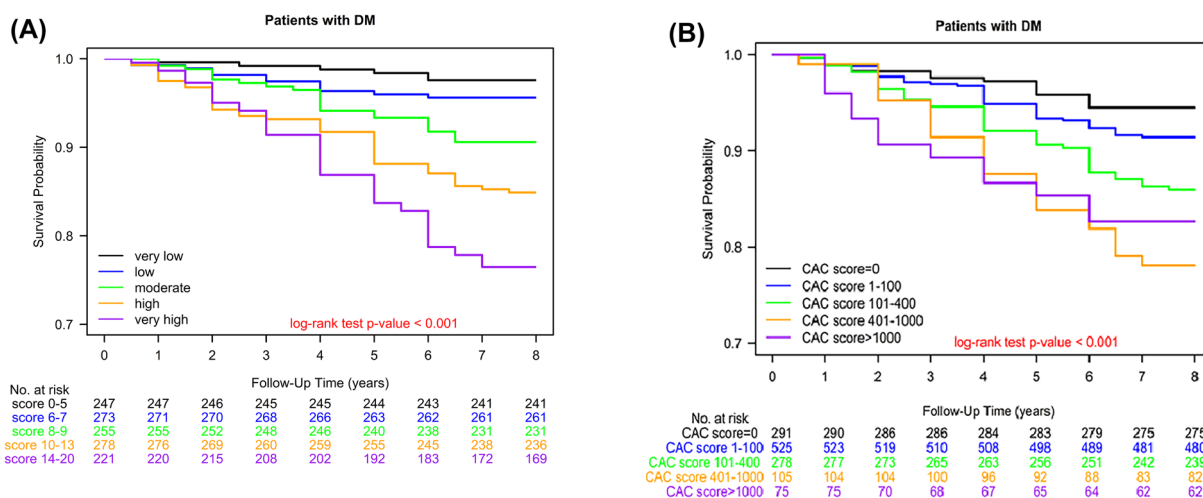 (A)
Patients with DM
Survival Probability
1.0
0.9
0.8
0.7
very low
low
moderate
high
very high
log-rank test p-value < 0.001
0 1 2 3 4 5 6 7 8
Follow-Up Time (years)
No. at risk
score 0-5 247 247 246 245 245 244 243 241 241
score 6-7 273 271 270 268 266 263 262 261 261
score 8-9 255 255 252 248 246 240 238 231 231
score 10-13 278 276 269 260 259 255 245 238 236
score 14-20 221 220 215 208 202 192 183 172 169
(B)
Patients with DM
Survival Probability
1.0
0.9
0.8
0.7
CAC score=0
CAC score 1-100
CAC score 101-400
CAC score 401-1000
CAC score>1000
log-rank test p-value < 0.001
0 1 2 3 4 5 6 7 8
Follow-Up Time (years)
No. at risk
CAC score=0 291 290 286 286 284 283 279 275 275
CAC score 1-100 525 523 519 510 508 498 489 481 480
CAC score 101-400 278 277 273 265 263 256 251 242 239
CAC score 401-1000 105 104 104 100 96 92 88 83 82
CAC score>1000 75 75 70 68 67 65 64 62 62